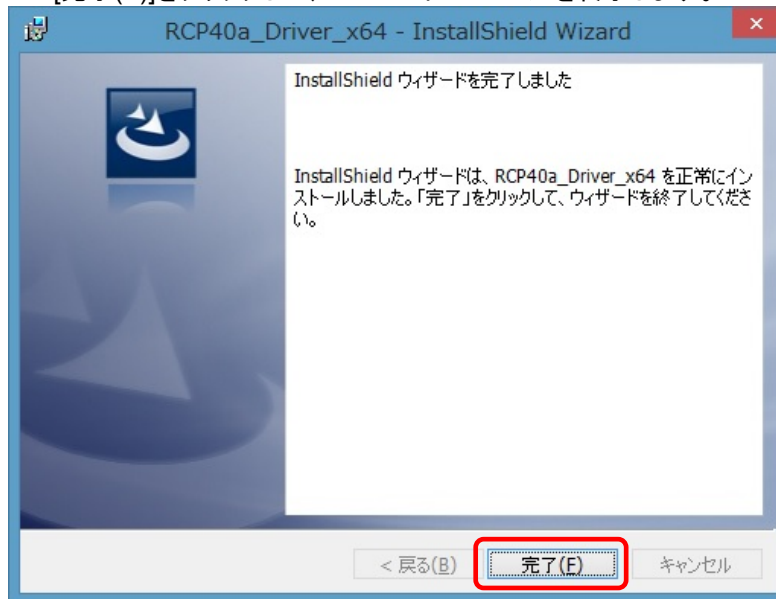 RCP40a_Driver_x64 - InstallShield Wizard
InstallShield ウィザードを完了しました
InstallShield ウィザードは、RCP40a_Driver_x64 を正常にイン
ストールしました。「完了」をクリックして、ウィザードを終了してくださ
い。
< 戻る(B)
完了(F)
キャンセル